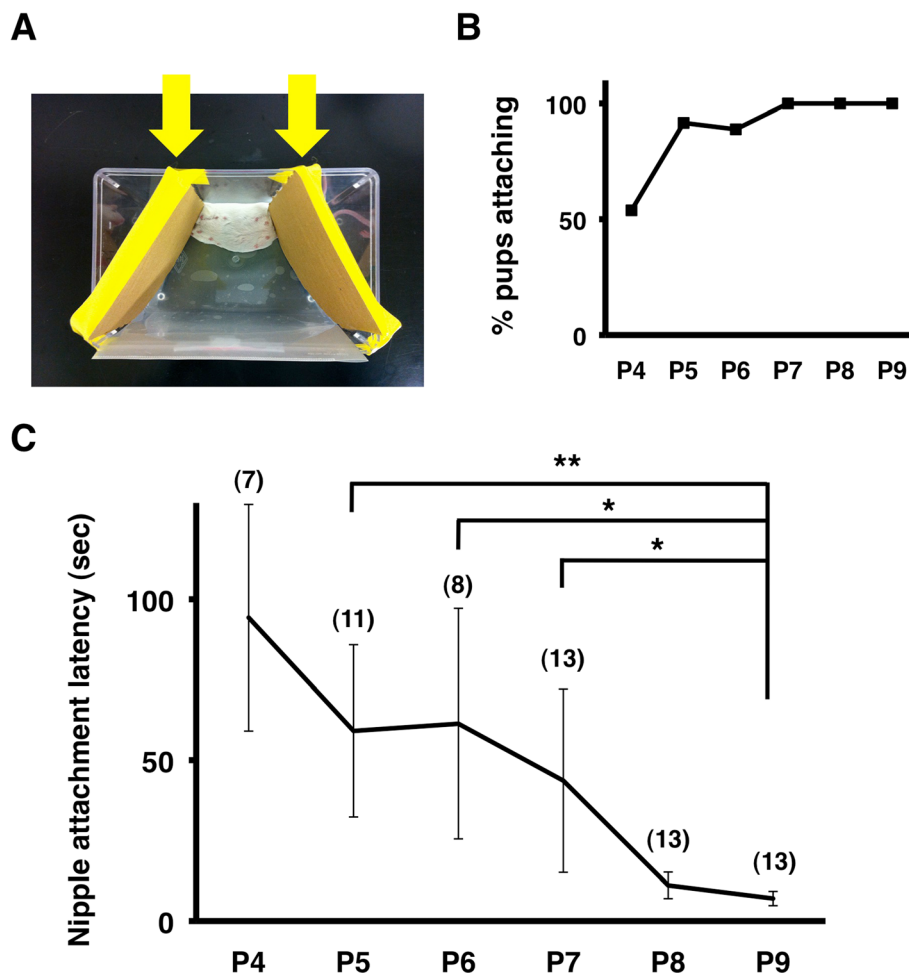 A
B
% pups attaching
100
50
0
P4 P5 P6 P7 P8 P9
C
Nipple attachment latency (sec)
100
50
0
**
*
*
(7)
(11)
(8)
(13)
(13)
(13)
P4 P5 P6 P7 P8 P9